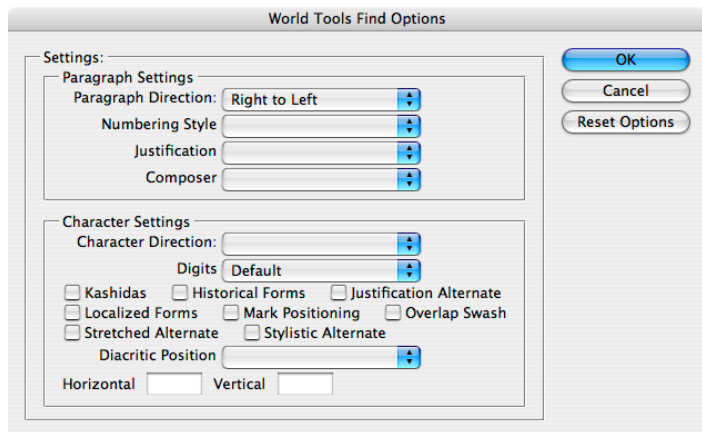 World Tools Find Options
Settings:
OK
Paragraph Settings
Paragraph Direction: Right to Left
Cancel
Numbering Style
Reset Options
Justification
Composer
Character Settings
Character Direction:
Digits Default
Kashidas Historical Forms Justification Alternate
Localized Forms Mark Positioning Overlap Swash
Stretched Alternate Stylistic Alternate
Diacritic Position
Horizontal Vertical